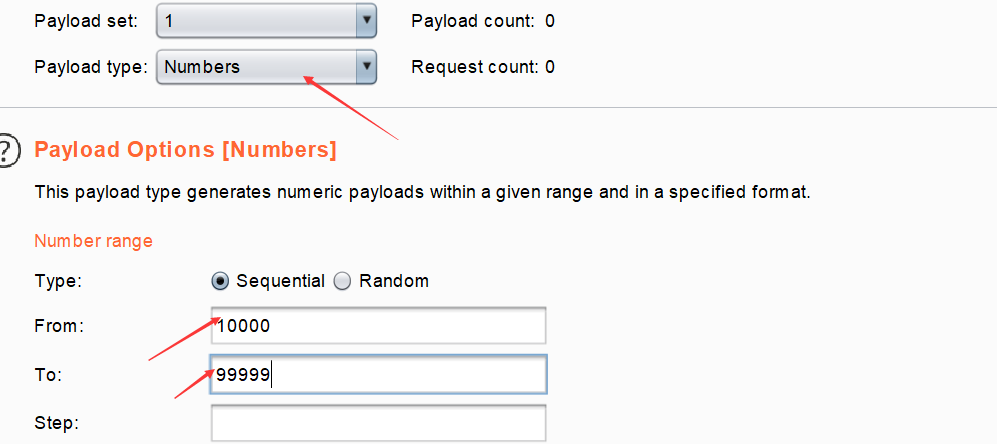 Payload set: 1 Payload count: 0
Payload type: Numbers Request count: 0
? Payload Options [Numbers]
This payload type generates numeric payloads within a given range and in a specified format.
Number range
Type: Sequential Random
From: 10000
To: 99999
Step: